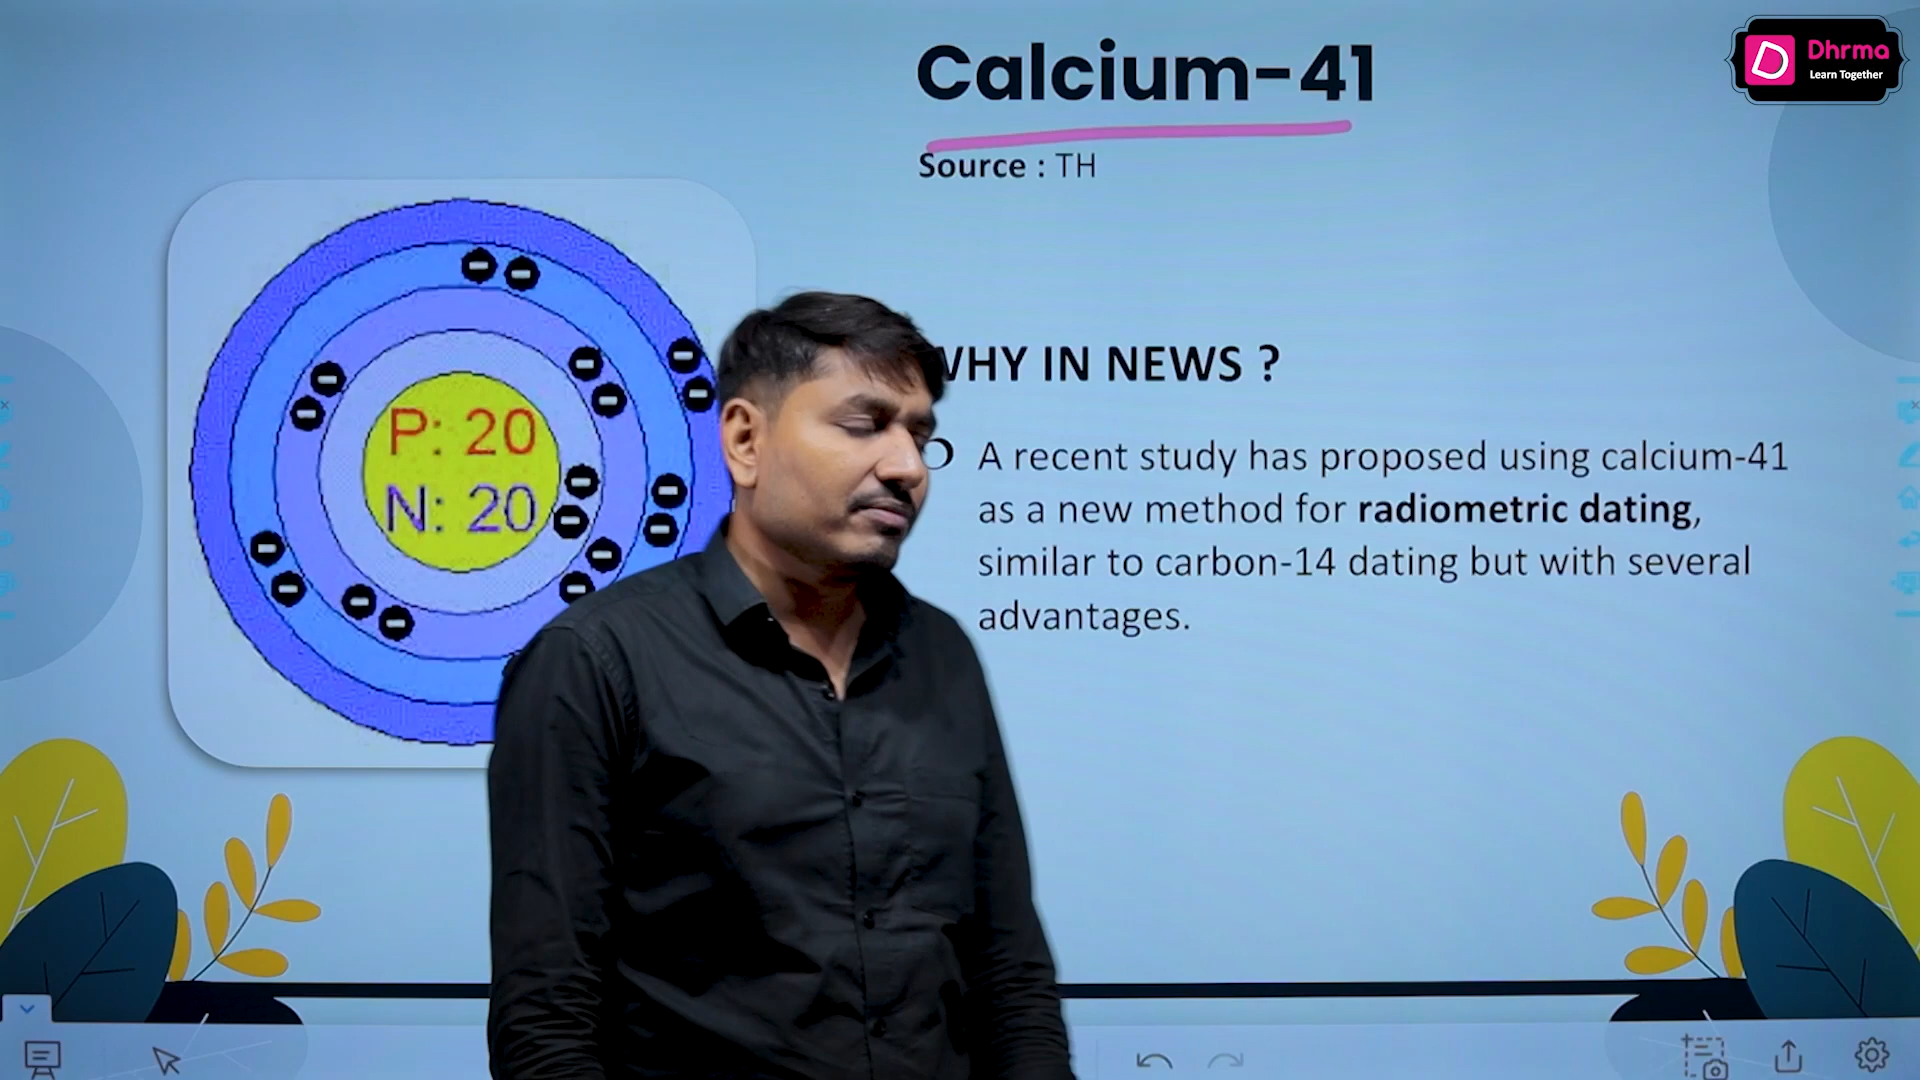 Calcium-41
Dhrma
Learn Together
Source : TH
WHY IN NEWS ?
P: 20
N: 20
A recent study has proposed using calcium-41
as a new method for radiometric dating,
similar to carbon-14 dating but with several
advantages.